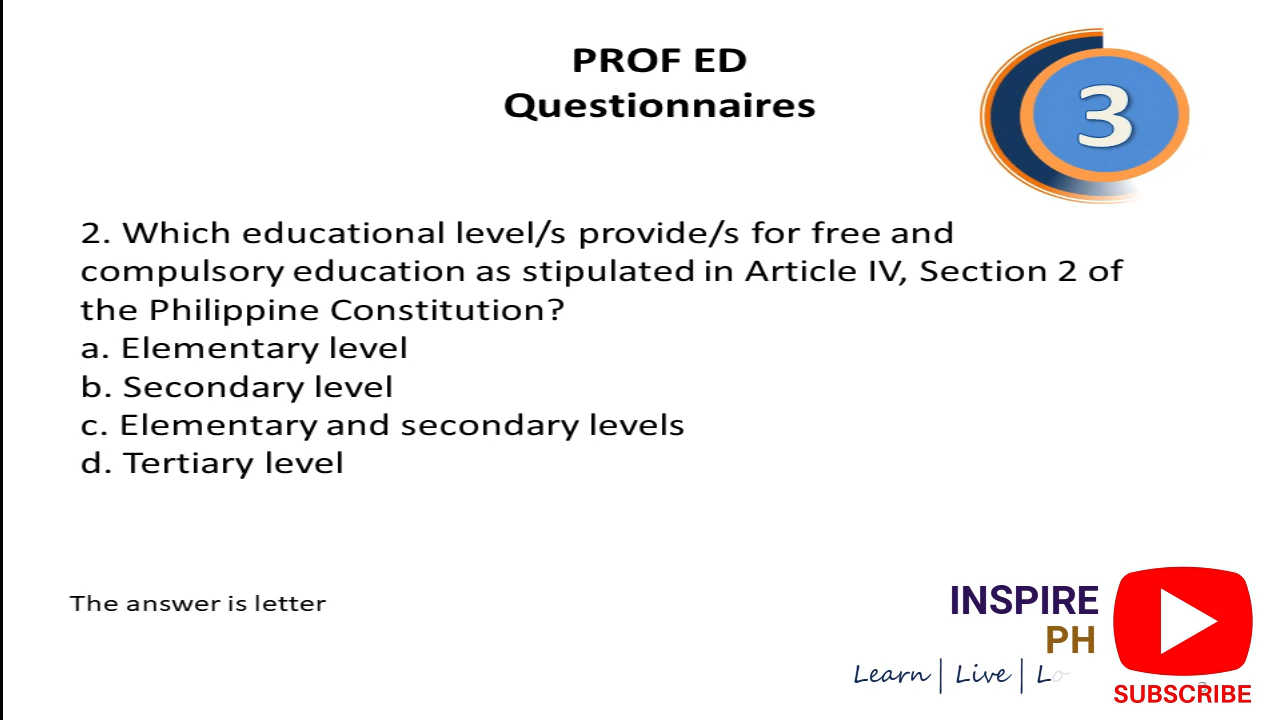 PROF ED
Questionnaires
3
2. Which educational level/s provide/s for free and
compulsory education as stipulated in Article IV, Section 2 of
the Philippine Constitution?
a. Elementary level
b. Secondary level
c. Elementary and secondary levels
d. Tertiary level
The answer is letter
INSPIRE
PH
Learn | Live | Lo
SUBSCRIBE